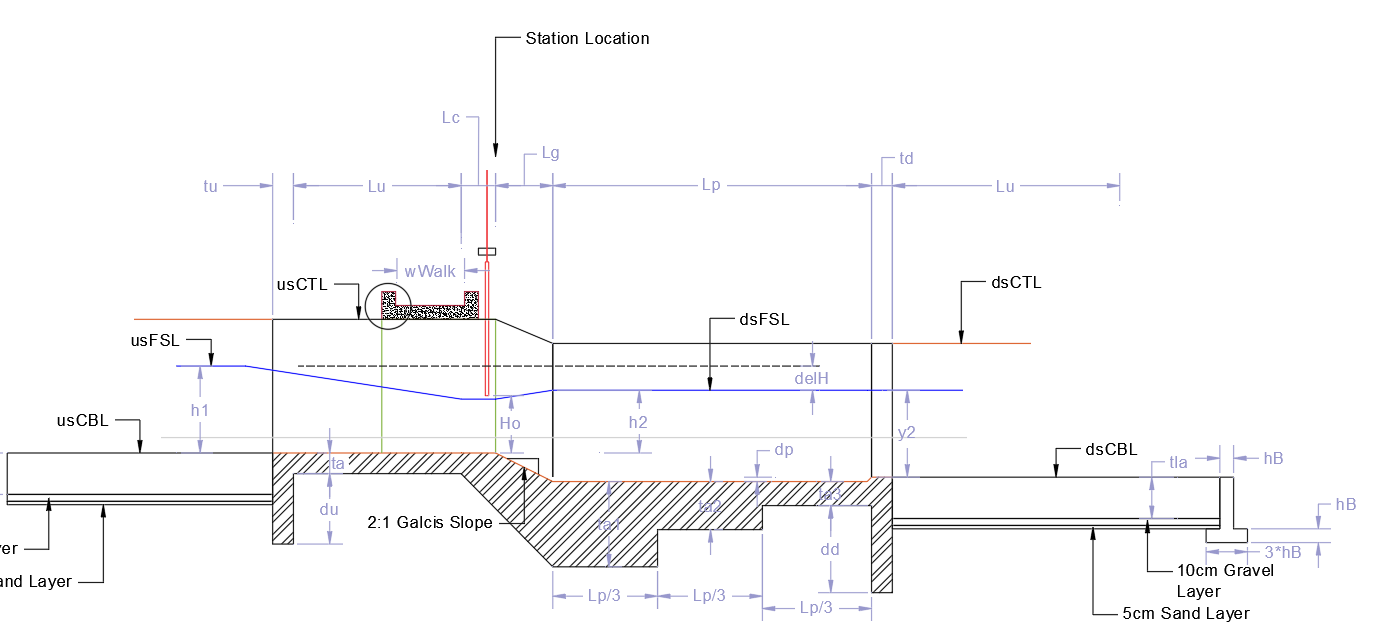 Station Location
Lc
Lg
td
tu
Lu
Lp
Lu
wWalk
usCTL
dsCTL
dsFSL
usFSL
delH
h1
Ho
h2
y2
usCBL
dsCBL
dp
ta
tla
hB
du
ta1
ta2
ta3
hB
2:1 Galcis Slope
dd
yer
3*hB
and Layer
10cm Gravel
Layer
Lp/3
Lp/3
Lp/3
5cm Sand Layer